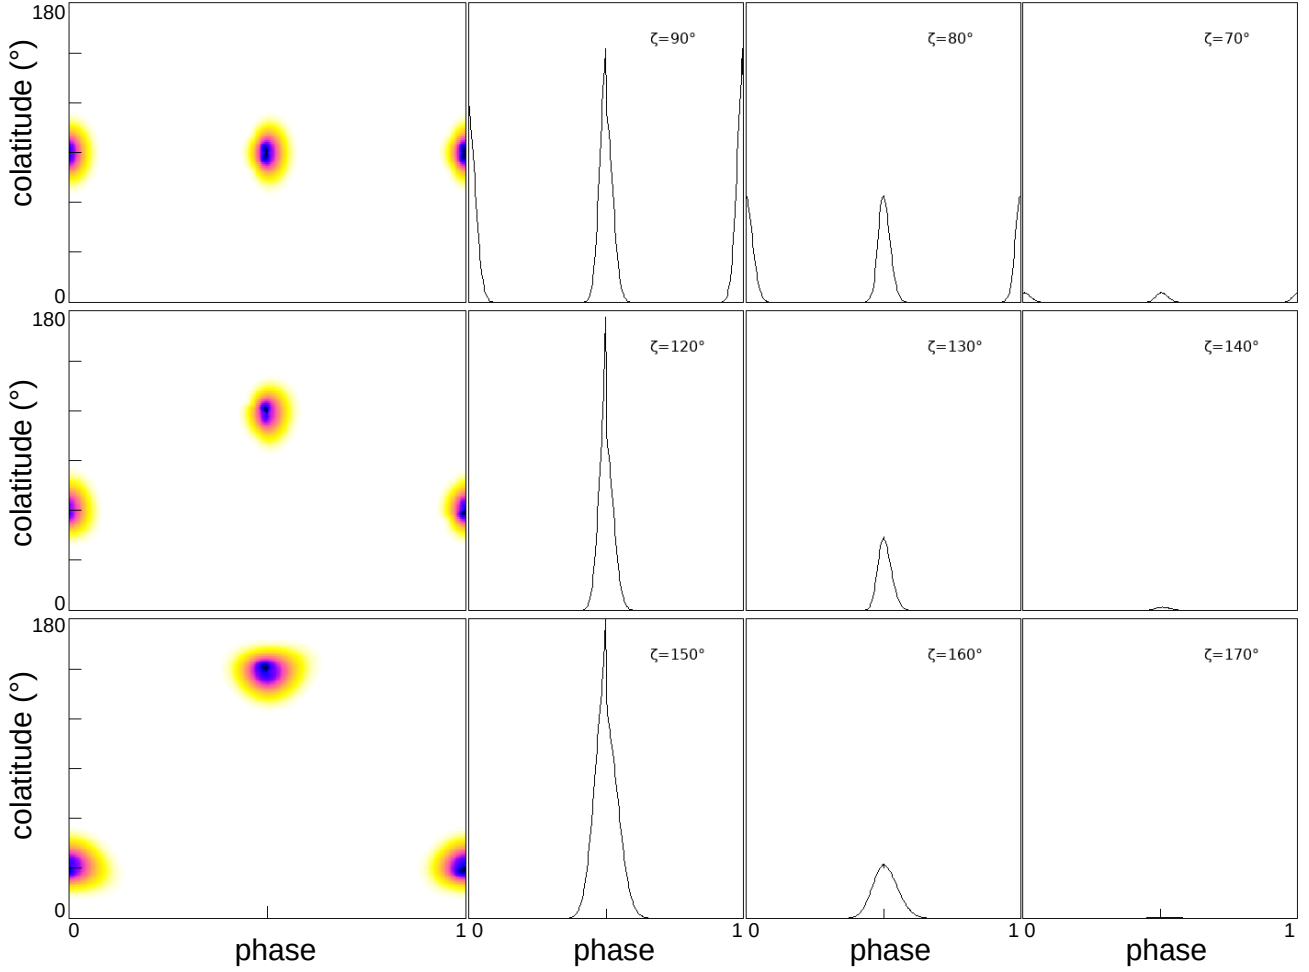 180
colatitude (°)
0
ζ=90°
ζ=80°
ζ=70°
180
colatitude (°)
0
ζ=120°
ζ=130°
ζ=140°
180
colatitude (°)
0
ζ=150°
ζ=160°
ζ=170°
0 1 0 1 0 1 0 1
phase phase phase phase